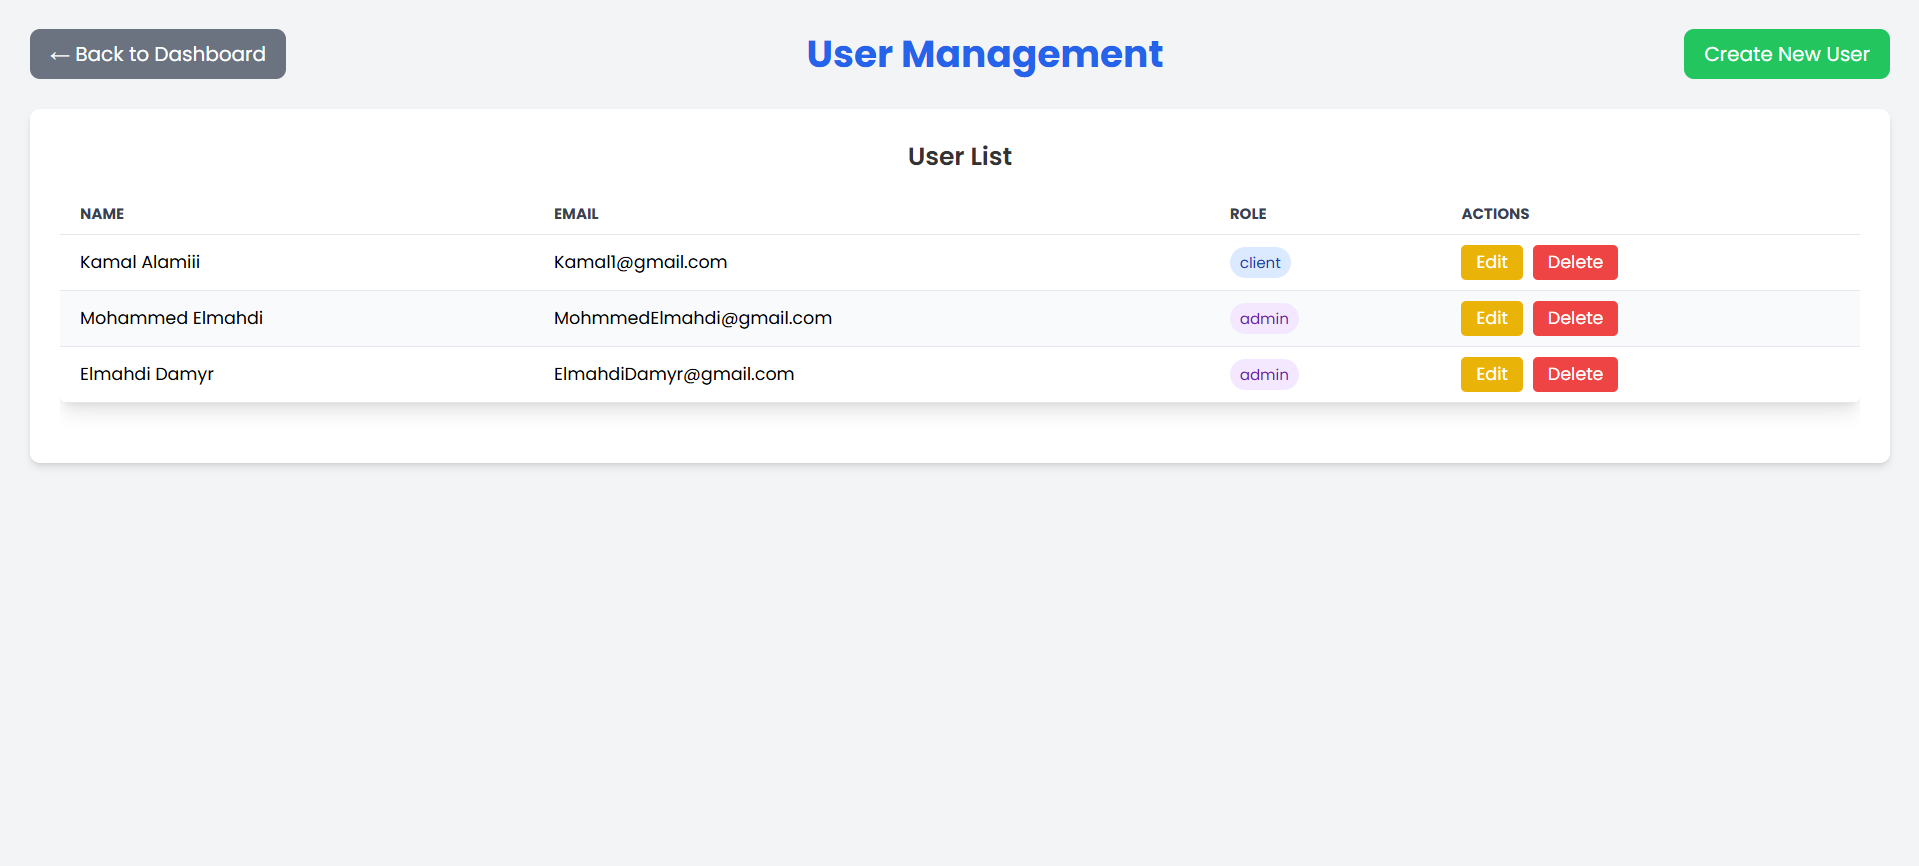 ← Back to Dashboard
User Management
Create New User
User List
NAME EMAIL ROLE ACTIONS
Kamal Alamiii Kamal1@gmail.com client Edit Delete
Mohammed Elmahdi MohmmedElmahdi@gmail.com admin Edit Delete
Elmahdi Damyr ElmahdiDamyr@gmail.com admin Edit Delete